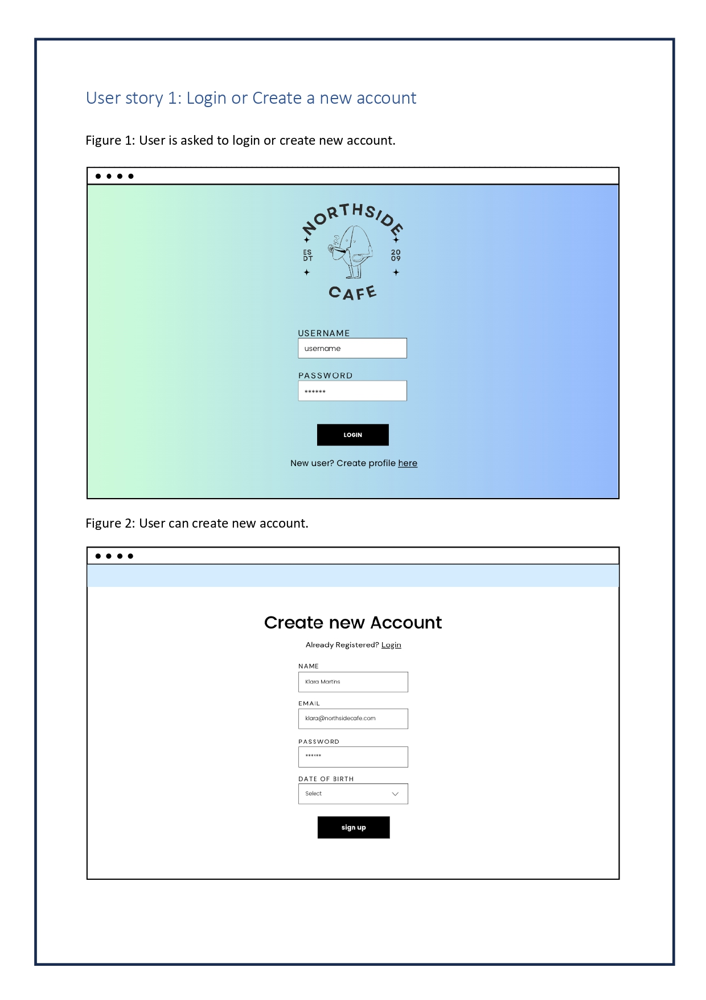 User story 1: Login or Create a new account
Figure 1: User is asked to login or create new account.
NORTHSIDE
ES
DT
20
09
CAFE
USERNAME
username
PASSWORD
******
LOGIN
New user? Create profile here
Figure 2: User can create new account.
Create new Account
Already Registered? Login
NAME
Klara Martins
EMAIL
klara@northsidecafe.com
PASSWORD
******
DATE OF BIRTH
Select
sign up